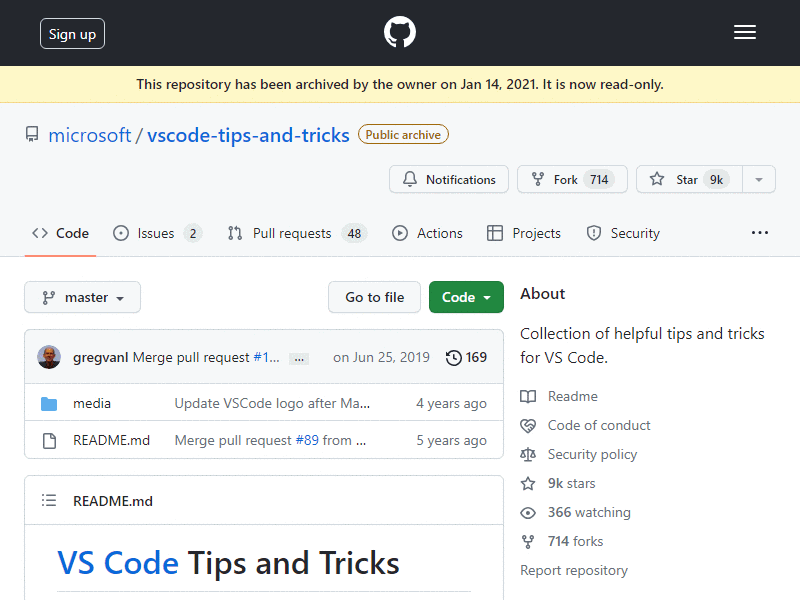 Sign up
This repository has been archived by the owner on Jan 14, 2021. It is now read-only.
microsoft / vscode-tips-and-tricks Public archive
Notifications Fork 714 Star 9k
Code Issues 2 Pull requests 48 Actions Projects Security ...
master Go to file Code
gregvanl Merge pull request #1... ... on Jun 25, 2019 169
media Update VSCode logo after Ma... 4 years ago
README.md Merge pull request #89 from ... 5 years ago
README.md
VS Code Tips and Tricks
About
Collection of helpful tips and tricks
for VS Code.
Readme
Code of conduct
Security policy
9k stars
366 watching
714 forks
Report repository